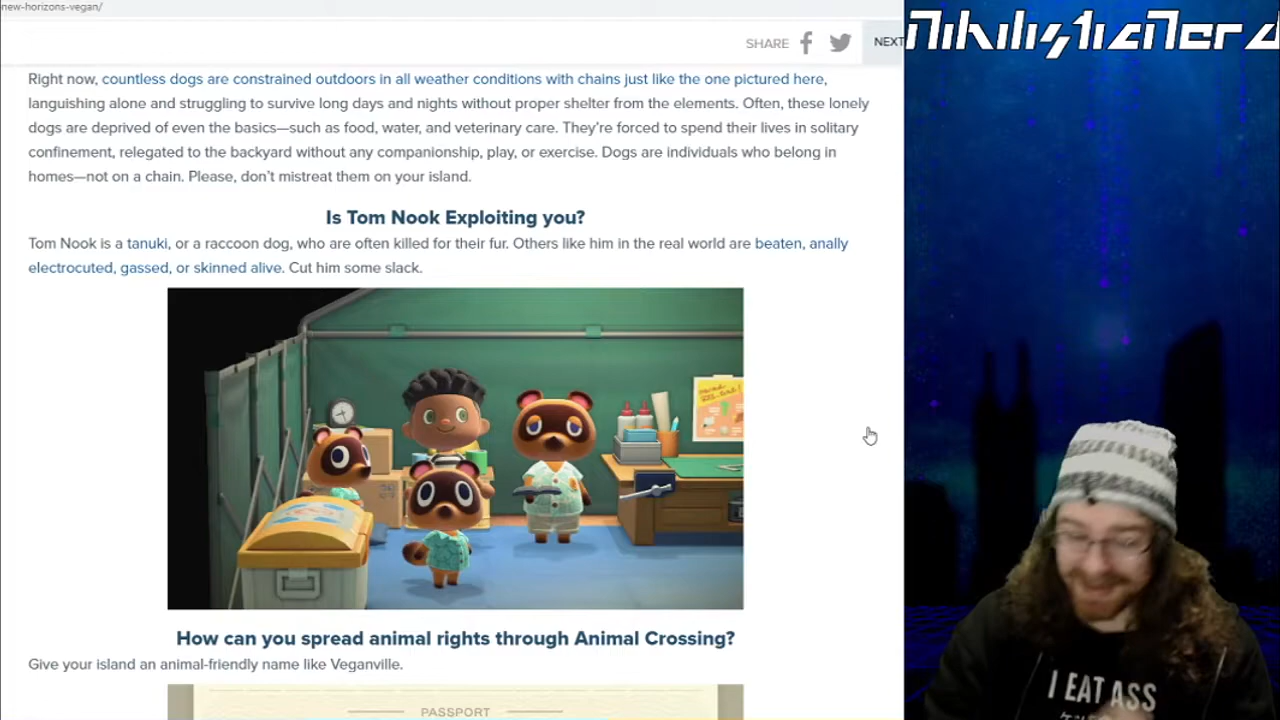 new-horizons-vegan/
NihilisticNerd
SHARE
NEXT
Right now, countless dogs are constrained outdoors in all weather conditions with chains just like the one pictured here,
languishing alone and struggling to survive long days and nights without proper shelter from the elements. Often, these lonely
dogs are deprived of even the basics—such as food, water, and veterinary care. They're forced to spend their lives in solitary
confinement, relegated to the backyard without any companionship, play, or exercise. Dogs are individuals who belong in
homes—not on a chain. Please, don't mistreat them on your island.
Is Tom Nook Exploiting you?
Tom Nook is a tanuki, or a raccoon dog, who are often killed for their fur. Others like him in the real world are beaten, anally
electrocuted, gassed, or skinned alive. Cut him some slack.
How can you spread animal rights through Animal Crossing?
Give your island an animal-friendly name like Veganville.
PASSPORT
I EAT ASS